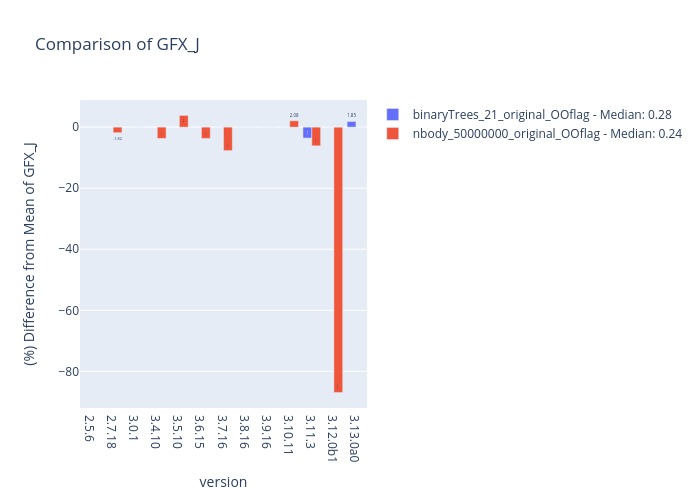 Comparison of GFX_J
binaryTrees_21_original_OOflag - Median: 0.28
nbody_50000000_original_OOflag - Median: 0.24
(%) Difference from Mean of GFX_J
0
−20
−40
−60
−80
2.08
1.85
2.5.6
2.7.18
3.0.1
3.4.10
3.5.10
3.6.15
3.7.16
3.8.16
3.9.16
3.10.11
3.11.3
3.12.0b1
3.13.0a0
version